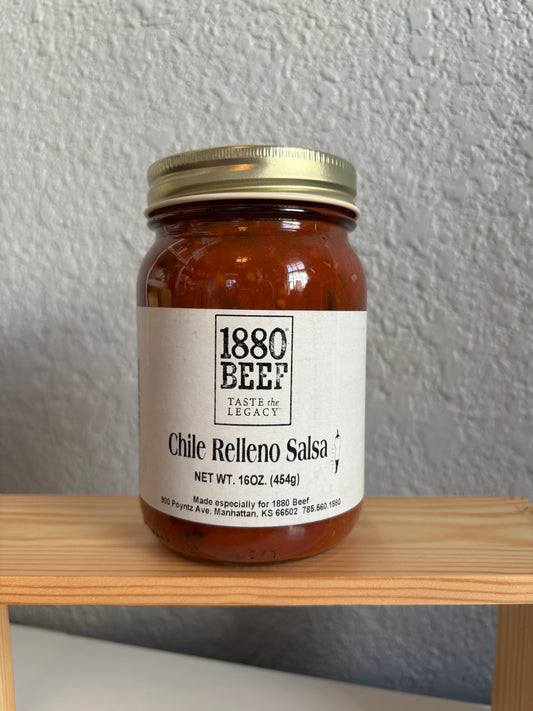 1880
BEEF
TASTE the
LEGACY™
Chile Relleno Salsa
NET WT. 16OZ. (454g)
Made especially for 1880 Beef
900 Poyntz Ave, Manhattan, KS 66502 785.560.1880